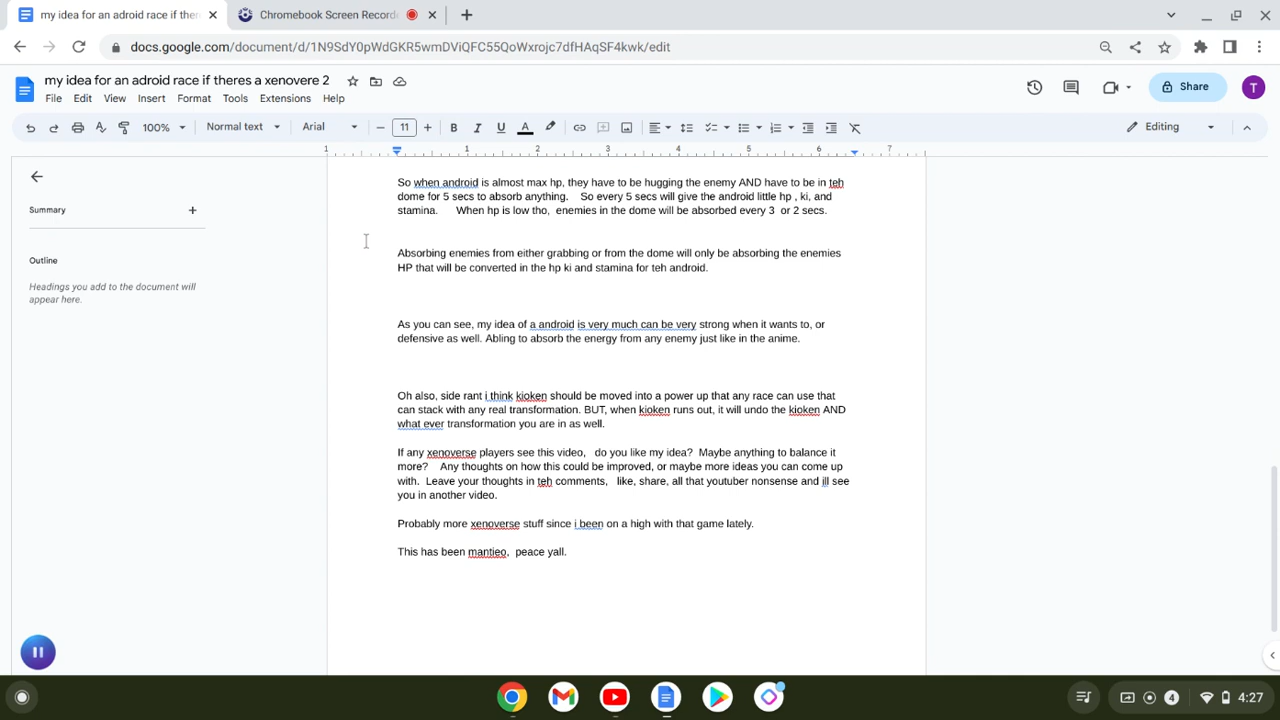 my idea for an adroid race if ther
Chromebook Screen Recorde
docs.google.com/document/d/1N9SdY0pWdGKR5wmDViQFC55QoWxrojc7dfHAqSF4kwk/edit
my idea for an adroid race if theres a xenovere 2
File Edit View Insert Format Tools Extensions Help
Share
T
100% Normal text Arial 11 Editing
1 1 2 3 4 5 6 7
Summary
Outline
Headings you add to the document will
appear here.
So when android is almost max hp, they have to be hugging the enemy AND have to be in teh
dome for 5 secs to absorb anything. So every 5 secs will give the android little hp , ki, and
stamina. When hp is low tho, enemies in the dome will be absorbed every 3 or 2 secs.
Absorbing enemies from either grabbing or from the dome will only be absorbing the enemies
HP that will be converted in the hp ki and stamina for teh android.
As you can see, my idea of a android is very much can be very strong when it wants to, or
defensive as well. Abling to absorb the energy from any enemy just like in the anime.
Oh also, side rant i think kioken should be moved into a power up that any race can use that
can stack with any real transformation. BUT, when kioken runs out, it will undo the kioken AND
what ever transformation you are in as well.
If any xenoverse players see this video, do you like my idea? Maybe anything to balance it
more? Any thoughts on how this could be improved, or maybe more ideas you can come up
with. Leave your thoughts in teh comments, like, share, all that youtuber nonsense and ill see
you in another video.
Probably more xenoverse stuff since i been on a high with that game lately.
This has been mantieo, peace yall.
4 4:27